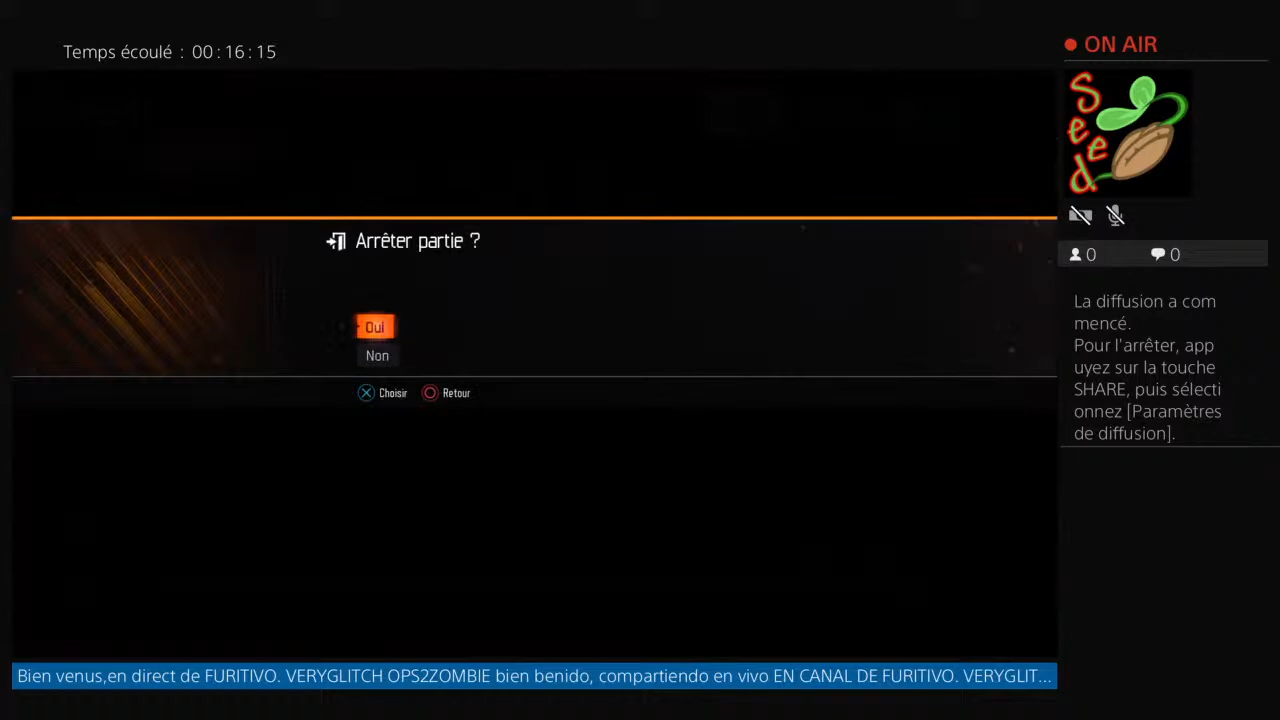 Temps écoulé : 00:16:15
ON AIR
Seed
0 0
Arrêter partie ?
Oui
Non
Choisir Retour
La diffusion a com
mencé.
Pour l'arrêter, app
uyez sur la touche
SHARE, puis sélecti
onnez [Paramètres
de diffusion].
Bien venus,en direct de FURITIVO. VERYGLITCH OPS2ZOMBIE bien benido, compartiendo en vivo EN CANAL DE FURITIVO. VERYGLIT...